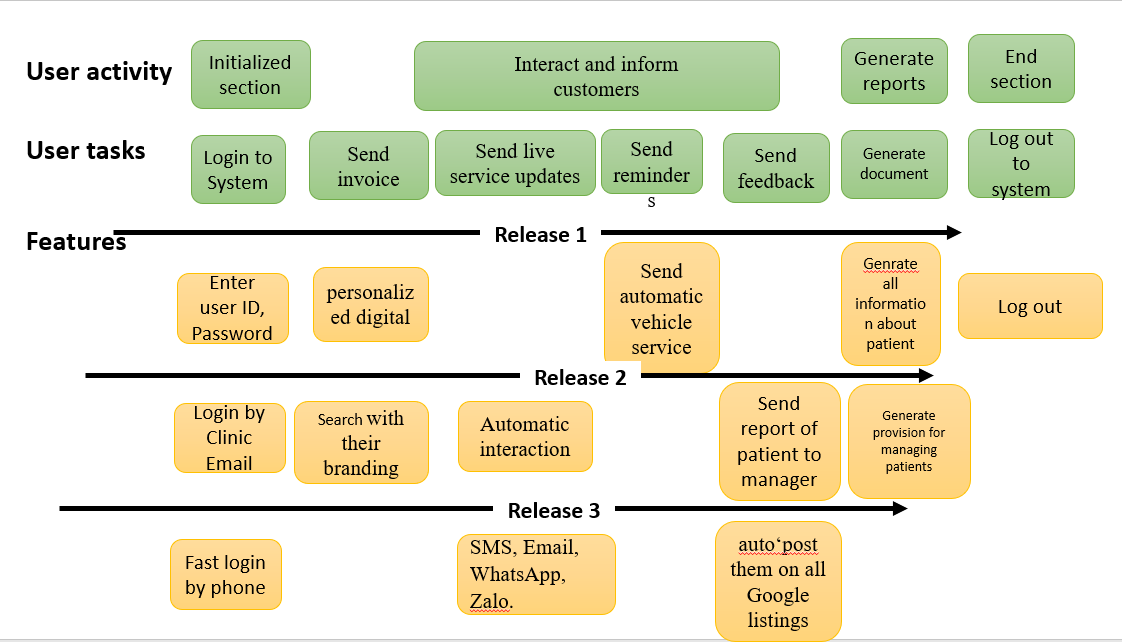 User activity
Initialized
section
Interact and inform
customers
Generate
reports
End
section
User tasks
Login to
System
Send
invoice
Send live
service updates
Send
reminder
s
Send
feedback
Generate
document
Log out
to
system
Features
Release 1
Enter
user ID,
Password
personaliz
ed digital
Send
automatic
vehicle
service
Genrate
all
informatio
n about
patient
Log out
Release 2
Login by
Clinic
Email
Search with
their
branding
Automatic
interaction
Send
report of
patient to
manager
Generate
provision for
managing
patients
Release 3
Fast login
by phone
SMS, Email,
WhatsApp,
Zalo.
auto‘post
them on all
Google
listings